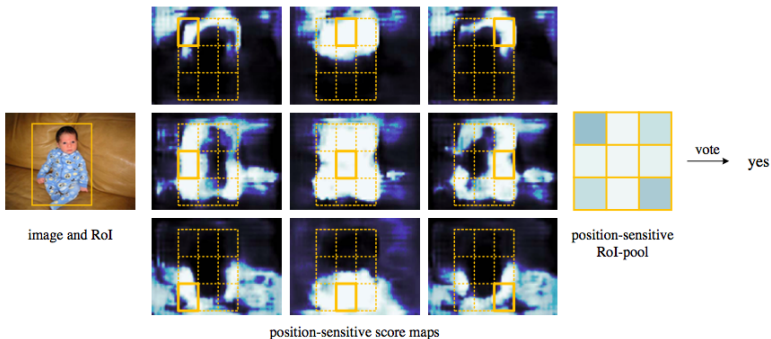 image and RoI
position-sensitive score maps
position-sensitive
RoI-pool
vote
yes